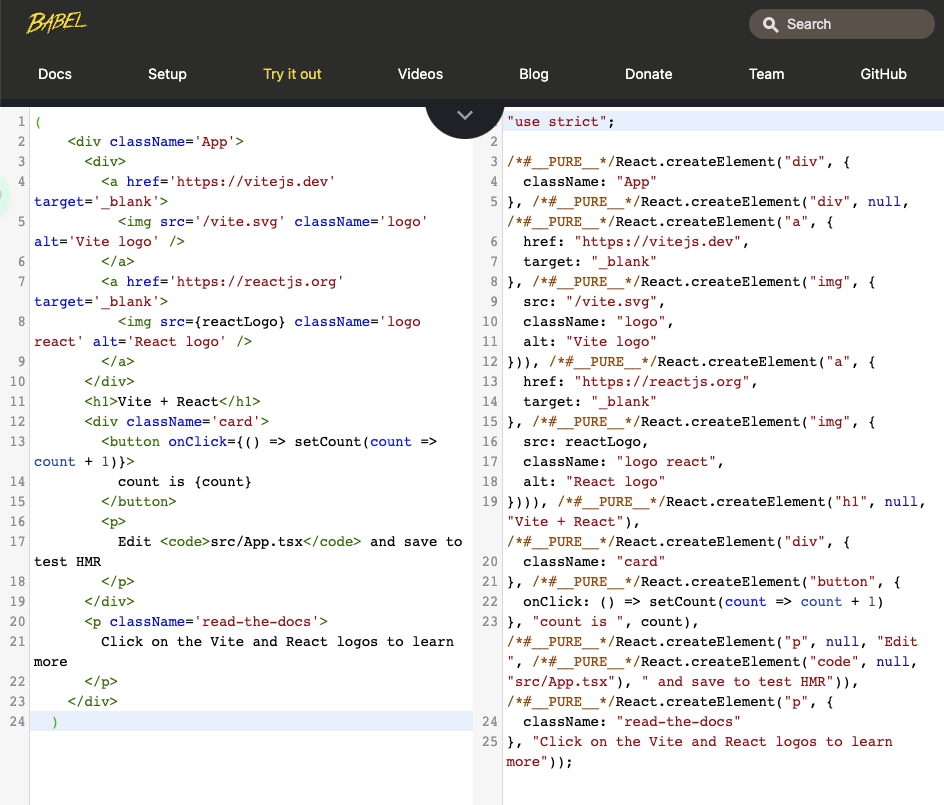 BABEL
Search
Docs Setup Try it out Videos Blog Donate Team GitHub
1 (
2 <div className='App'>
3 <div>
4 <a href='https://vitejs.dev'
target='_blank'>
5 <img src='/vite.svg' className='logo'
alt='Vite logo' />
6 </a>
7 <a href='https://reactjs.org'
target='_blank'>
8 <img src={reactLogo} className='logo
react' alt='React logo' />
9 </a>
10 </div>
11 <h1>Vite + React</h1>
12 <div className='card'>
13 <button onClick={() => setCount(count =>
count + 1)}>
14 count is {count}
15 </button>
16 <p>
17 Edit <code>src/App.tsx</code> and save to
test HMR
18 </p>
19 </div>
20 <p className='read-the-docs'>
21 Click on the Vite and React logos to learn
more
22 </p>
23 </div>
24 )
"use strict";
2
3 /*#__PURE__*/React.createElement("div", {
4 className: "App"
5 }, /*#__PURE__*/React.createElement("div", null,
/*#__PURE__*/React.createElement("a", {
6 href: "https://vitejs.dev",
7 target: "_blank"
8 }, /*#__PURE__*/React.createElement("img", {
9 src: "/vite.svg",
10 className: "logo",
11 alt: "Vite logo"
12 })), /*#__PURE__*/React.createElement("a", {
13 href: "https://reactjs.org",
14 target: "_blank"
15 }, /*#__PURE__*/React.createElement("img", {
16 src: reactLogo,
17 className: "logo react",
18 alt: "React logo"
19 }))), /*#__PURE__*/React.createElement("h1", null,
"Vite + React"),
/*#__PURE__*/React.createElement("div", {
20 className: "card"
21 }, /*#__PURE__*/React.createElement("button", {
22 onClick: () => setCount(count => count + 1)
23 }, "count is ", count),
/*#__PURE__*/React.createElement("p", null, "Edit
", /*#__PURE__*/React.createElement("code", null,
"src/App.tsx"), " and save to test HMR")),
/*#__PURE__*/React.createElement("p", {
24 className: "read-the-docs"
25 }, "Click on the Vite and React logos to learn
more"));